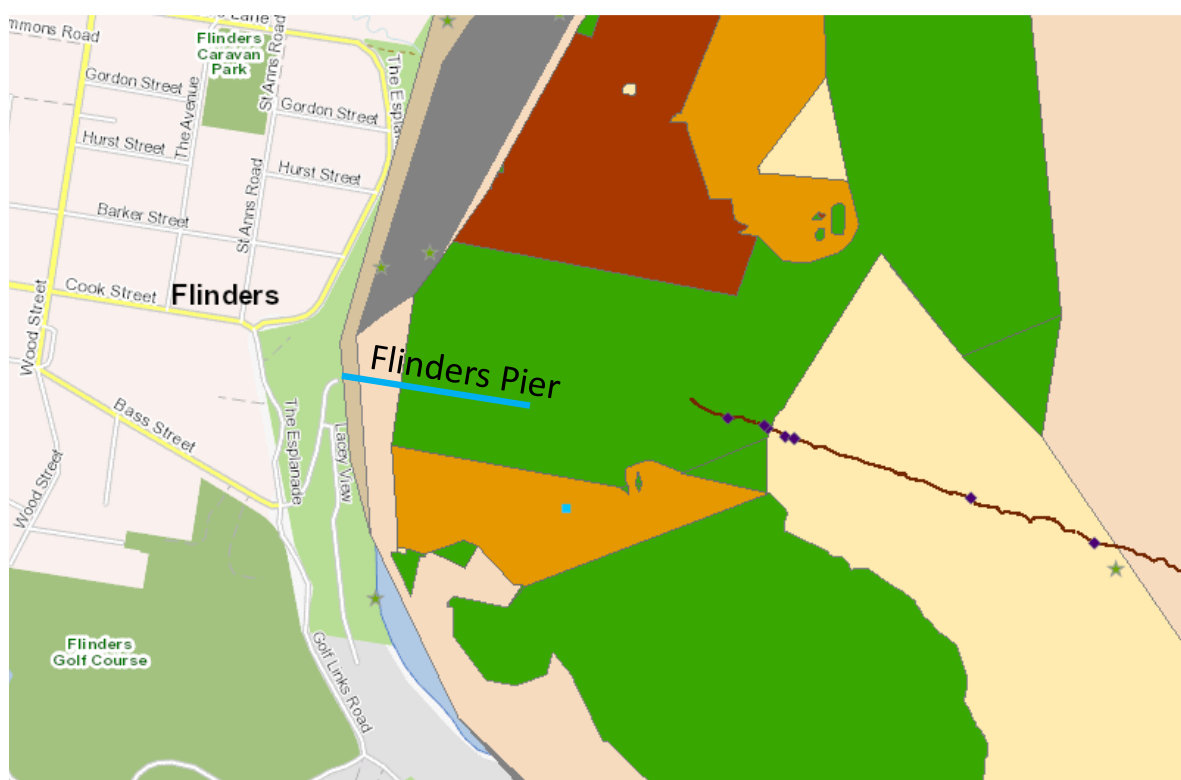 Lane
mmons Road
Flinders
Caravan
Park
St Anns Road
The Esplan
Gordon Street
The Avenue
Gordon Street
Hurst Street
Hurst Street
Barker Street
St Anns Road
Cook Street
Flinders
Wood Street
Flinders Pier
Bass Street
The Esplanade
Lacey View
Wood Street
Flinders
Golf Course
Golf Links Road